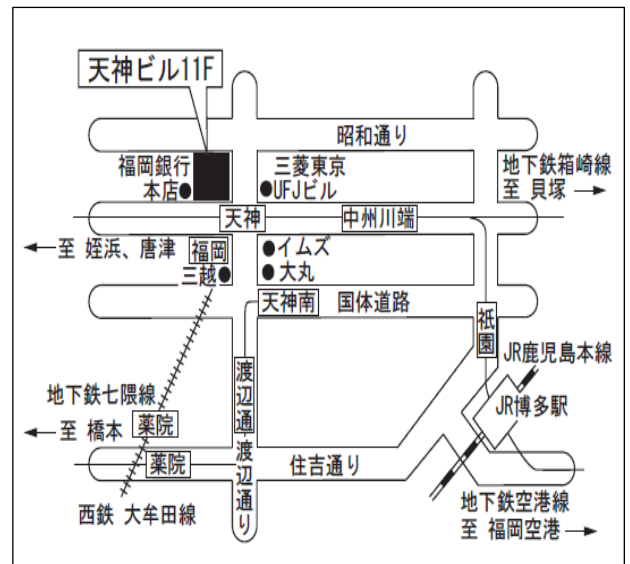 天神ビル11F
昭和通り
福岡銀行
本店
三菱東京
UFJビル
地下鉄箱崎線
至 貝塚
天神
中州川端
至 姪浜、唐津
福岡
三越
イムズ
大丸
天神南
国体道路
祇園
JR鹿児島本線
JR博多駅
地下鉄七隈線
至 橋本
薬院
薬院
渡辺通
渡辺通り
住吉通り
西鉄 大牟田線
地下鉄空港線
至 福岡空港